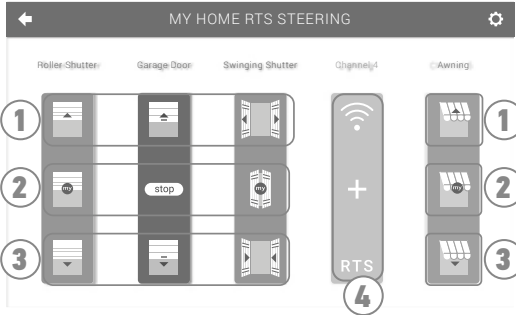 MY HOME RTS STEERING
Roller Shutter Garage Door Swinging Shutter Channel 4 Awning
1 1
2 my stop my my 2
3 RTS 3
4